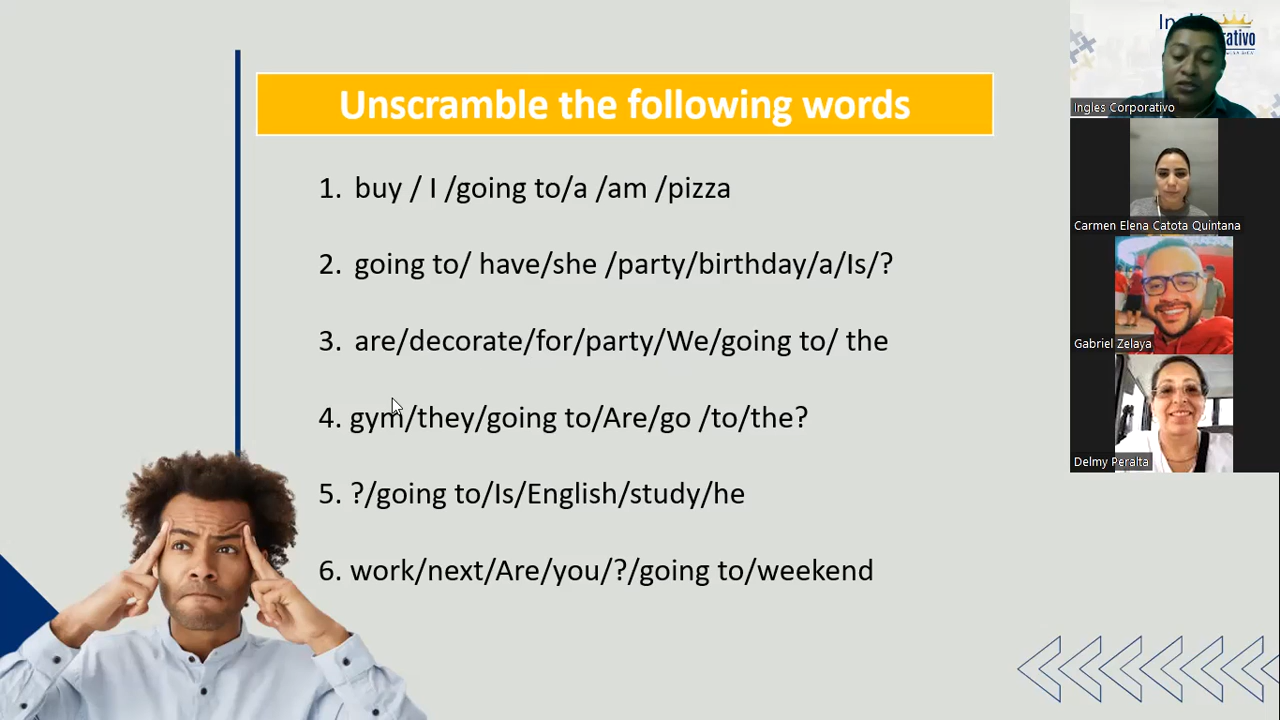 Unscramble the following words
1. buy / I /going to/a /am /pizza
2. going to/ have/she /party/birthday/a/Is/?
3. are/decorate/for/party/We/going to/ the
4. gym/they/going to/Are/go /to/the?
5. ?/going to/Is/English/study/he
6. work/next/Are/you/?/going to/weekend
Ingles Corporativo
Carmen Elena Catota Quintana
Gabriel Zelaya
Delmy Peralta